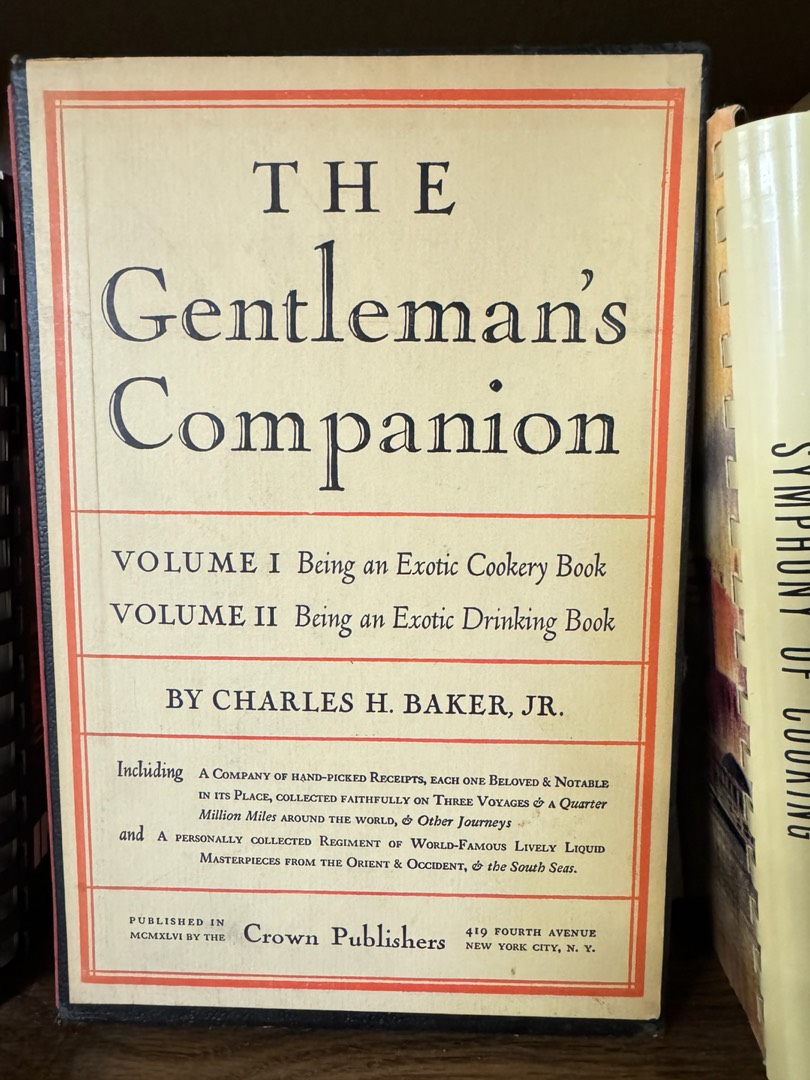 THE
Gentleman's
Companion
VOLUME I Being an Exotic Cookery Book
VOLUME II Being an Exotic Drinking Book
BY CHARLES H. BAKER, JR.
Including A Company of hand-picked Receipts, each one Beloved & Notable
in its Place, collected faithfully on Three Voyages & a Quarter
Million Miles around the world, & Other Journeys
and A personally collected Regiment of World-Famous Lively Liquid
Masterpieces from the Orient & Occident, & the South Seas.
PUBLISHED IN
MCMXLVI BY THE
Crown Publishers
419 FOURTH AVENUE
NEW YORK CITY, N. Y.
SYMPHONY OF COOKING